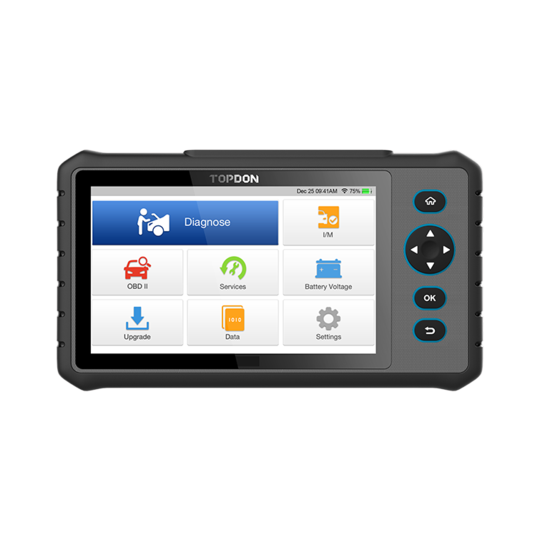 TOPDON
Dec 25 09:41AM 75%
Diagnose
I/M
OBD II
Services
Battery Voltage
Upgrade
Data
Settings
OK